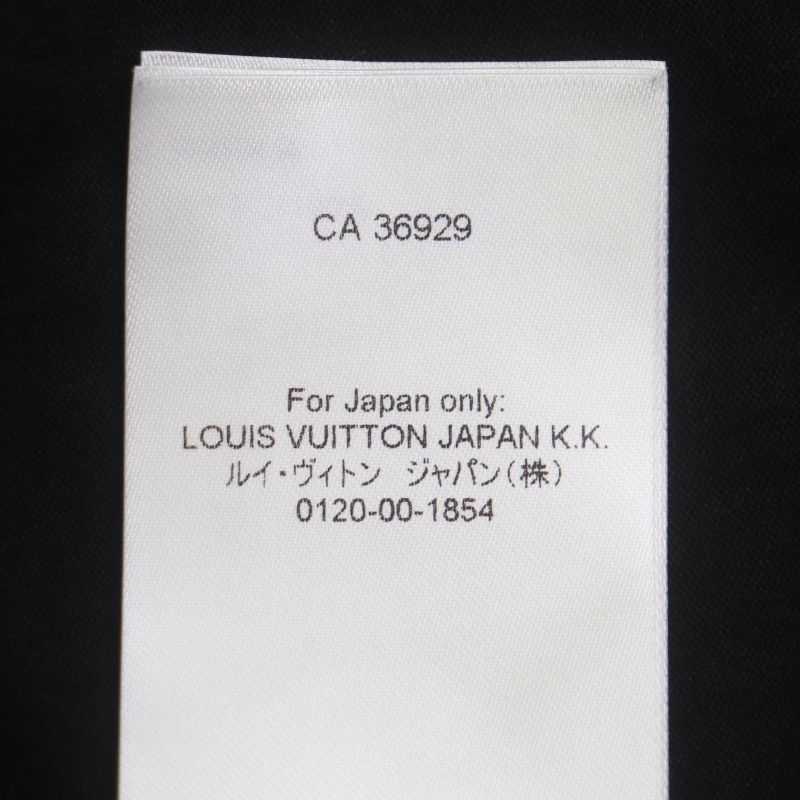 CA 36929
For Japan only:
LOUIS VUITTON JAPAN K.K.
ルイ・ヴィトン ジャパン(株)
0120-00-1854